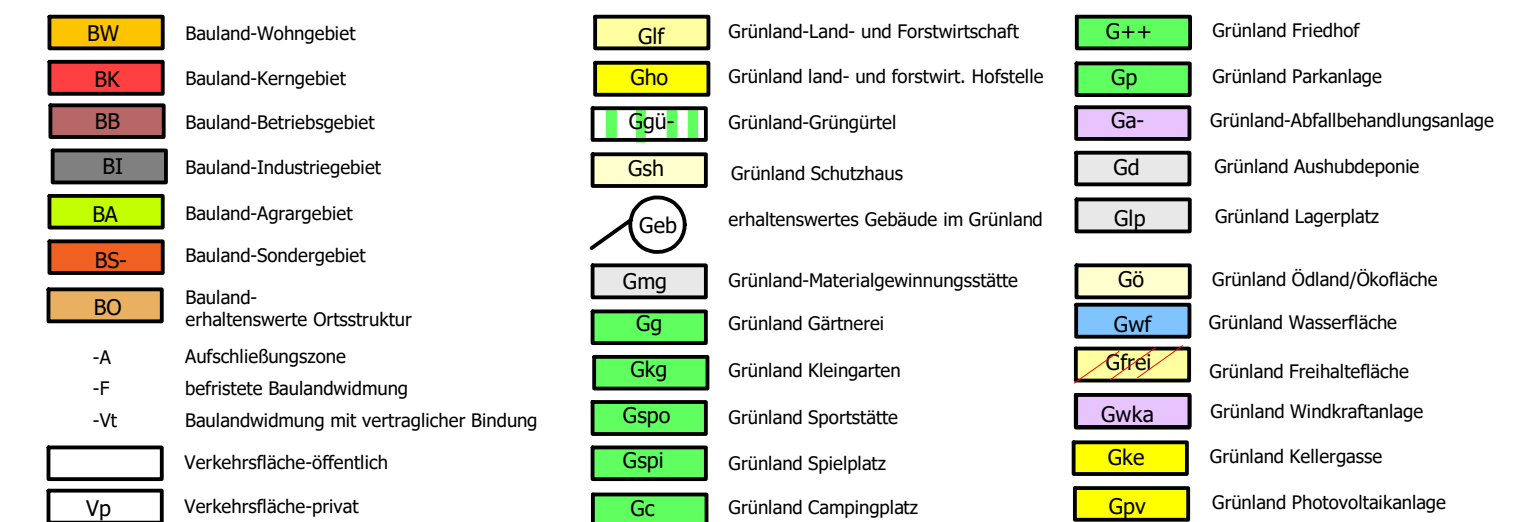 BW Bauland-Wohngebiet
BK Bauland-Kerngebiet
BB Bauland-Betriebsgebiet
BI Bauland-Industriegebiet
BA Bauland-Agrargebiet
BS- Bauland-Sondergebiet
BO Bauland-
erhaltenswerte Ortsstruktur
-A Aufschließungszone
-F befristete Baulandwidmung
-Vt Baulandwidmung mit vertraglicher Bindung
Verkehrsfläche-öffentlich
Vp Verkehrsfläche-privat
Glf Grünland-Land- und Forstwirtschaft
Gho Grünland land- und forstwirt. Hofstelle
Ggü- Grünland-Grüngürtel
Gsh Grünland Schutzhaus
Geb erhaltenswertes Gebäude im Grünland
Gmg Grünland-Materialgewinnungsstätte
Gg Grünland Gärtnerei
Gkg Grünland Kleingarten
Gspo Grünland Sportstätte
Gspi Grünland Spielplatz
Gc Grünland Campingplatz
G++ Grünland Friedhof
Gp Grünland Parkanlage
Ga- Grünland-Abfallbehandlungsanlage
Gd Grünland Aushubdeponie
Glp Grünland Lagerplatz
Gö Grünland Ödland/Ökofläche
Gwf Grünland Wasserfläche
Gfrei Grünland Freihaltefläche
Gwka Grünland Windkraftanlage
Gke Grünland Kellergasse
Gpv Grünland Photovoltaikanlage